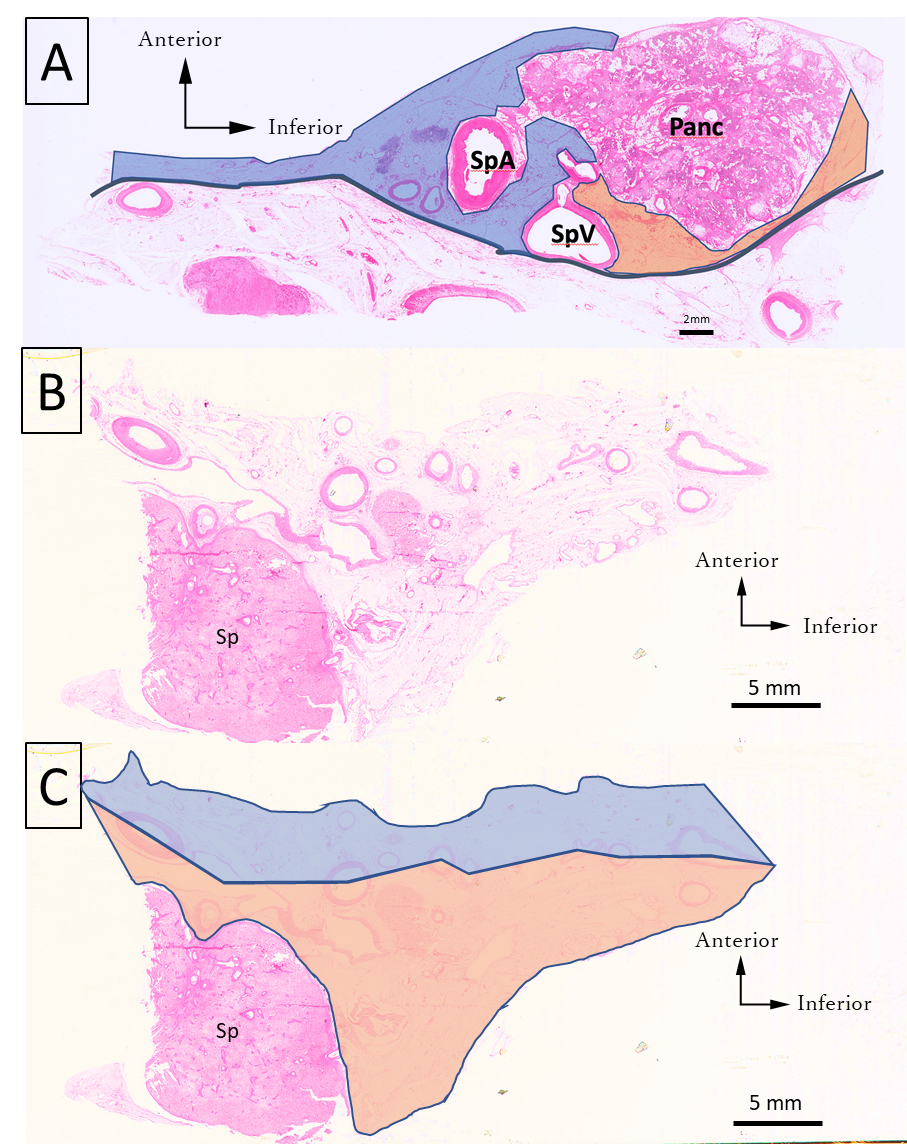 A
Anterior
Inferior
SpA
Panc
SpV
2mm
B
Anterior
Inferior
Sp
5 mm
C
Anterior
Inferior
Sp
5 mm